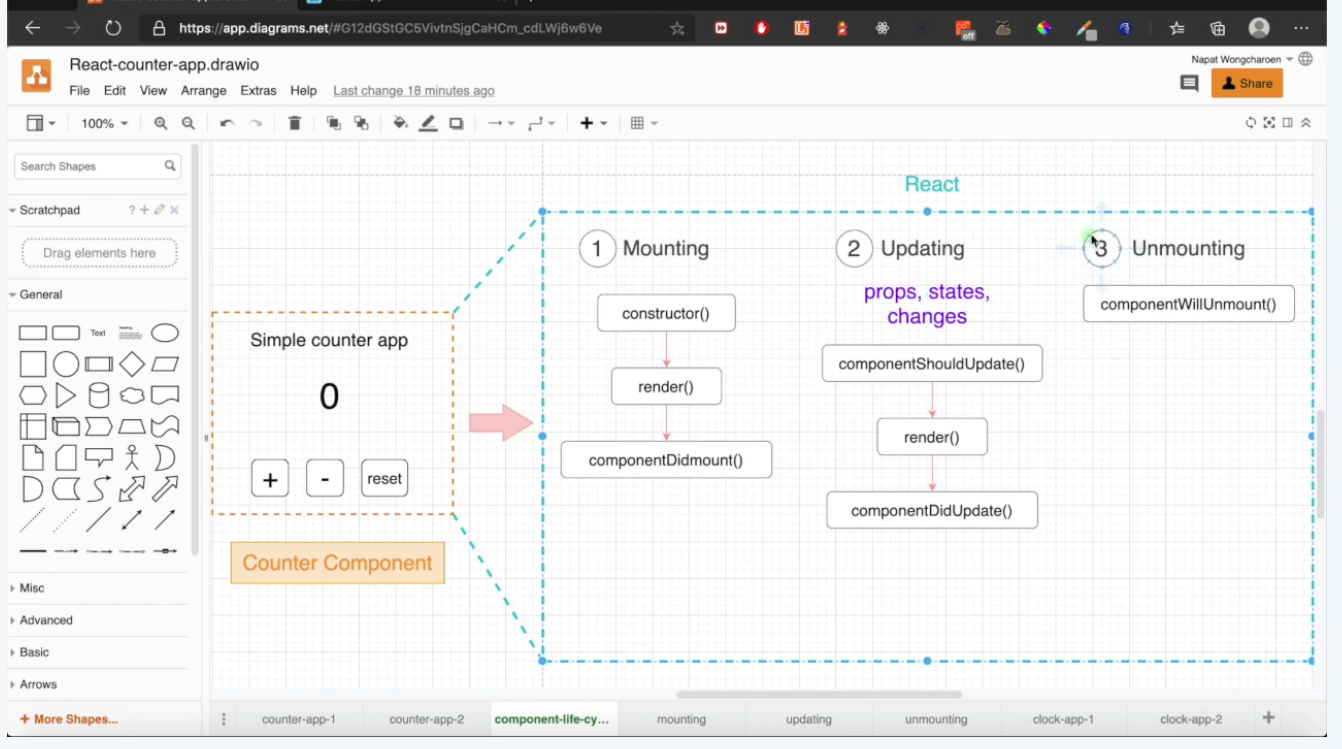 https://app.diagrams.net/#G12dGStGC5VivtnSjgCaHCm_cdLWj6w6Ve
off
React-counter-app.drawio
Napat Wongcharoen
File Edit View Arrange Extras Help Last change 18 minutes ago
Share
100%
Search Shapes
Scratchpad
?
Drag elements here
General
Text
Heading
Misc
Advanced
Basic
Arrows
+ More Shapes...
Simple counter app
0
+ - reset
Counter Component
React
1 Mounting
constructor()
render()
componentDidmount()
2 Updating
props, states,
changes
componentShouldUpdate()
render()
componentDidUpdate()
3 Unmounting
componentWillUnmount()
counter-app-1 counter-app-2 component-life-cy... mounting updating unmounting clock-app-1 clock-app-2